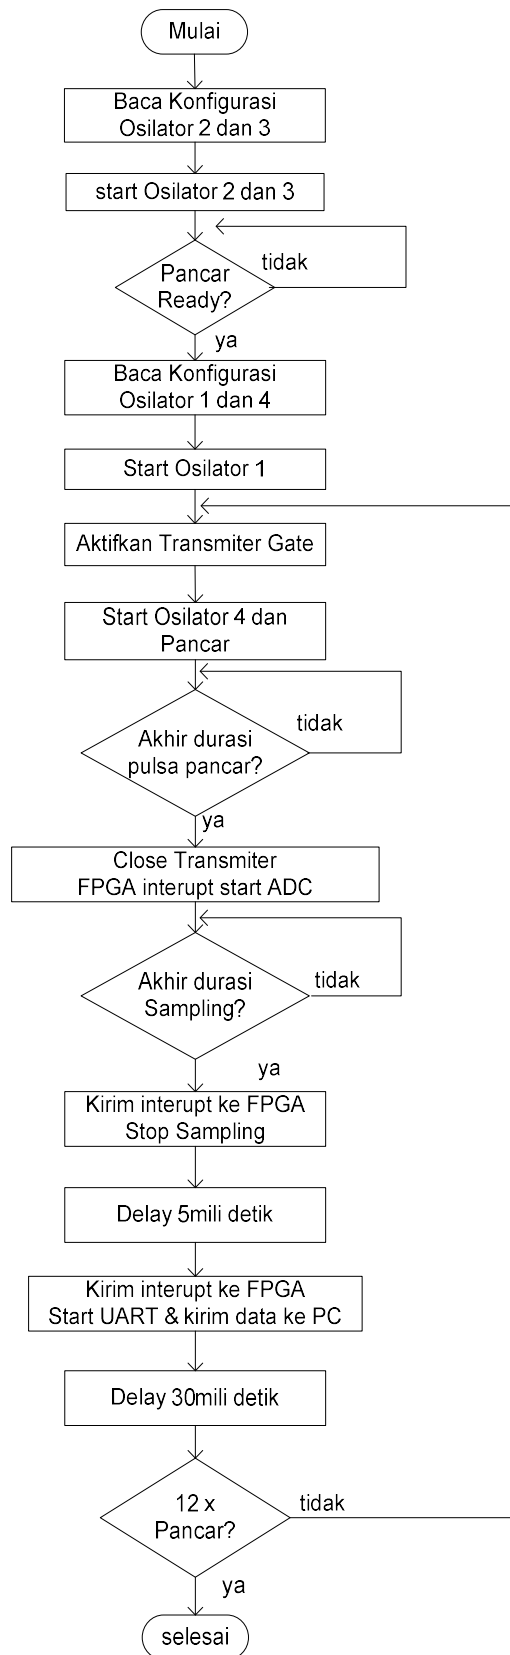 Mulai
Baca Konfigurasi
Osilator 2 dan 3
start Osilator 2 dan 3
tidak
Pancar
Ready?
ya
Baca Konfigurasi
Osilator 1 dan 4
Start Osilator 1
Aktifkan Transmiter Gate
Start Osilator 4 dan
Pancar
tidak
Akhir durasi
pulsa pancar?
ya
Close Transmiter
FPGA interupt start ADC
Akhir durasi
tidak
Sampling?
ya
Kirim interupt ke FPGA
Stop Sampling
Delay 5mili detik
Kirim interupt ke FPGA
Start UART & kirim data ke PC
Delay 30mili detik
12 x
tidak
Pancar?
ya
selesai